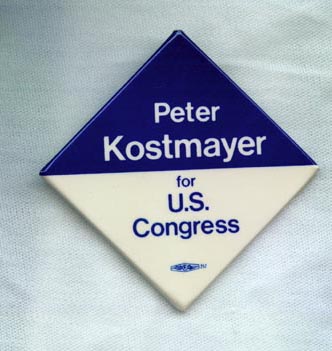 Peter
Kostmayer
for
U.S.
Congress